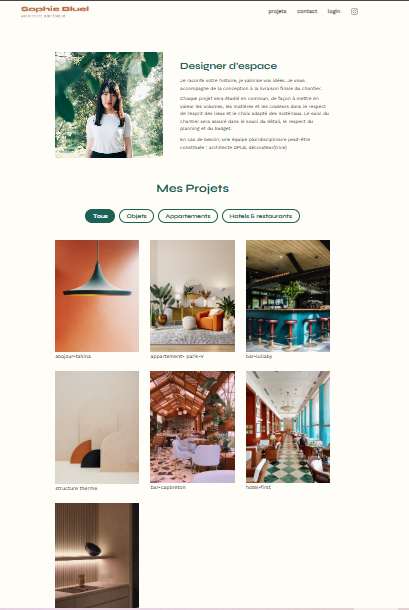 Sophie Bluel
projets
contact
login
Designer d'espace
Je raconte votre histoire, je valorise vos idées. Je vous
accompagne de la conception à la livraison finale du chantier.
Chaque projet sera étudié en commun, de façon à mettre en
valeur les volumes, les matières et les couleurs dans le respect
de l'esprit des lieux et le choix adapté des matériaux. Le suivi du
chantier sera assuré dans le souci du détail, le respect du
planning et du budget.
En cas de besoin, une équipe pluridisciplinaire peut-être
constituée : architecte DPLG, décorateur(trice)
Mes Projets
Tous
Objets
Appartements
Hotels & restaurants
abajour-tahina
appartement- paris-v
bar-lullaby
structure therme
bar-capbreton
hotel-first